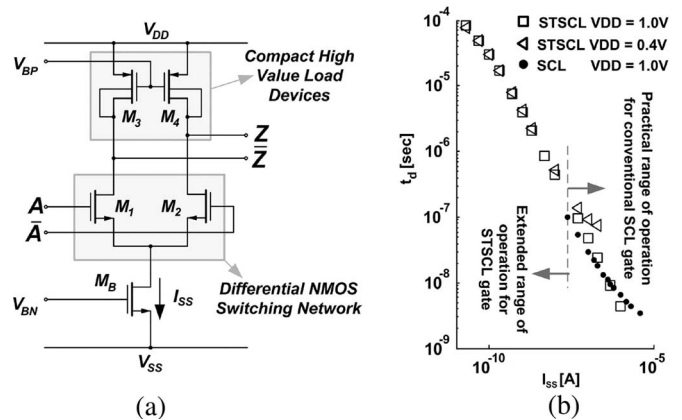 V_DD
V_BP
Compact High
Value Load
Devices
M_3
M_4
Z
Z̅
A
A̅
M_1
M_2
M_B
I_SS
Differential NMOS
Switching Network
V_BN
V_SS
(a)
STSCL VDD = 1.0V
STSCL VDD = 0.4V
SCL VDD = 1.0V
10^-4
10^-5
10^-6
10^-7
10^-8
10^-9
t_d [sec]
Practical range of operation
for conventional SCL gate
Extended range of
operation for
STSCL gate
10^-10
10^-5
I_SS [A]
(b)